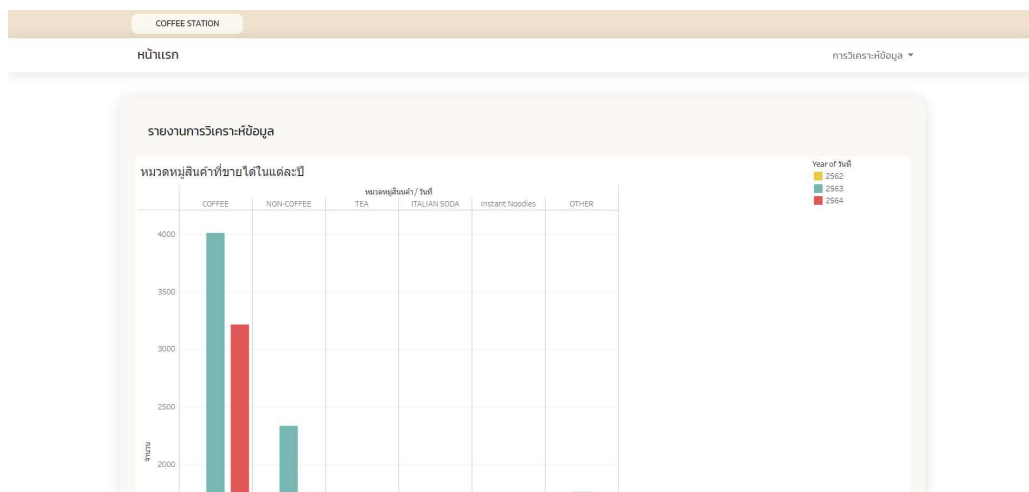 COFFEE STATION
หน้าแรก
การวิเคราะห์ข้อมูล
รายงานการวิเคราะห์ข้อมูล
หมวดหมู่สินค้าที่ขายได้ในแต่ละปี
Year of วันที่
2562
2563
2564
หมวดหมู่สินค้า / วันที่
COFFEE NON-COFFEE TEA ITALIAN SODA Instant Noodles OTHER
4000
3500
3000
2500
2000
จำนวน